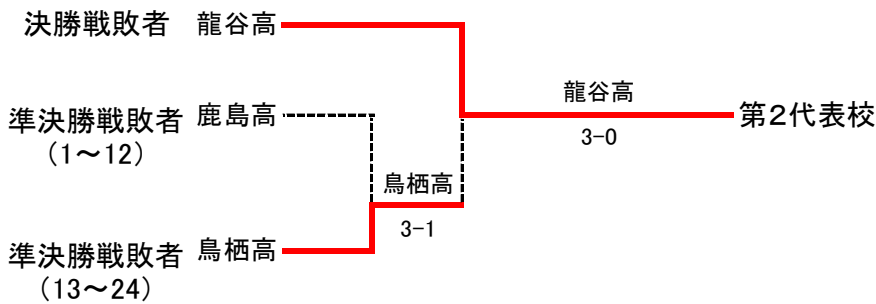 決勝戦敗者 龍谷高
龍谷高
準決勝戦敗者 鹿島高
(1～12)
第2代表校
3-0
鳥栖高
3-1
準決勝戦敗者 鳥栖高
(13～24)